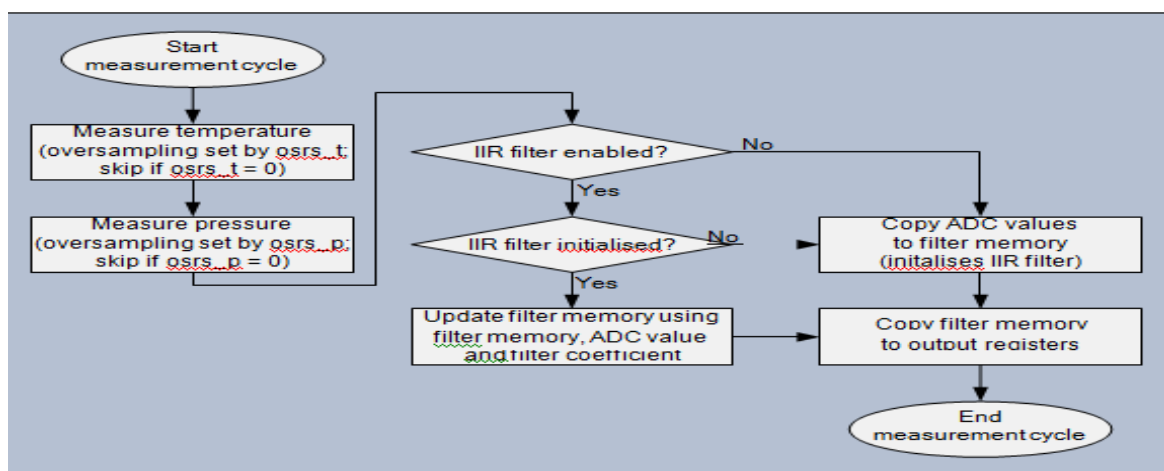 Start
measurement cycle
Measure temperature
(oversampling set by osrs_t;
skip if osrs_t = 0)
Measure pressure
(oversampling set by osrs_p;
skip if osrs_p = 0)
IIR filter enabled?
No
Yes
IIR filter initialised?
No
Yes
Update filter memory using
filter memory, ADC value
and filter coefficient
Copy ADC values
to filter memory
(initalises IIR filter)
Copy filter memory
to output registers
End
measurement cycle